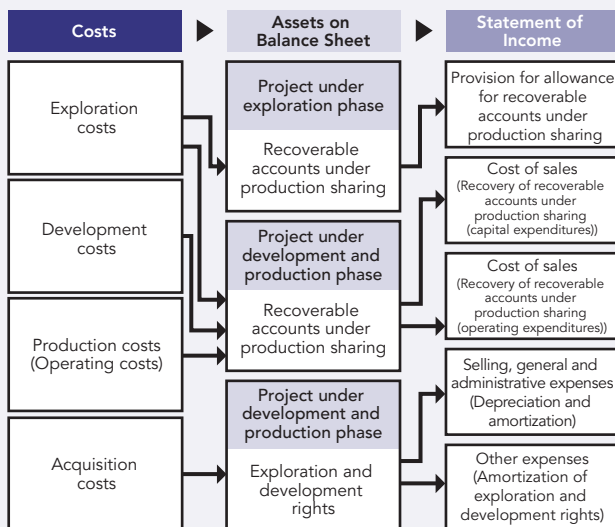 Costs
Assets on
Balance Sheet
Statement of
Income
Exploration
costs
Development
costs
Production costs
(Operating costs)
Acquisition
costs
Project under
exploration phase
Recoverable
accounts under
production sharing
Project under
development and
production phase
Recoverable
accounts under
production sharing
Project under
development and
production phase
Exploration and
development
rights
Provision for allowance
for recoverable
accounts under
production sharing
Cost of sales
(Recovery of recoverable
accounts under
production sharing
(capital expenditures))
Cost of sales
(Recovery of recoverable
accounts under
production sharing
(operating expenditures))
Selling, general and
administrative expenses
(Depreciation and
amortization)
Other expenses
(Amortization of
exploration and
development rights)